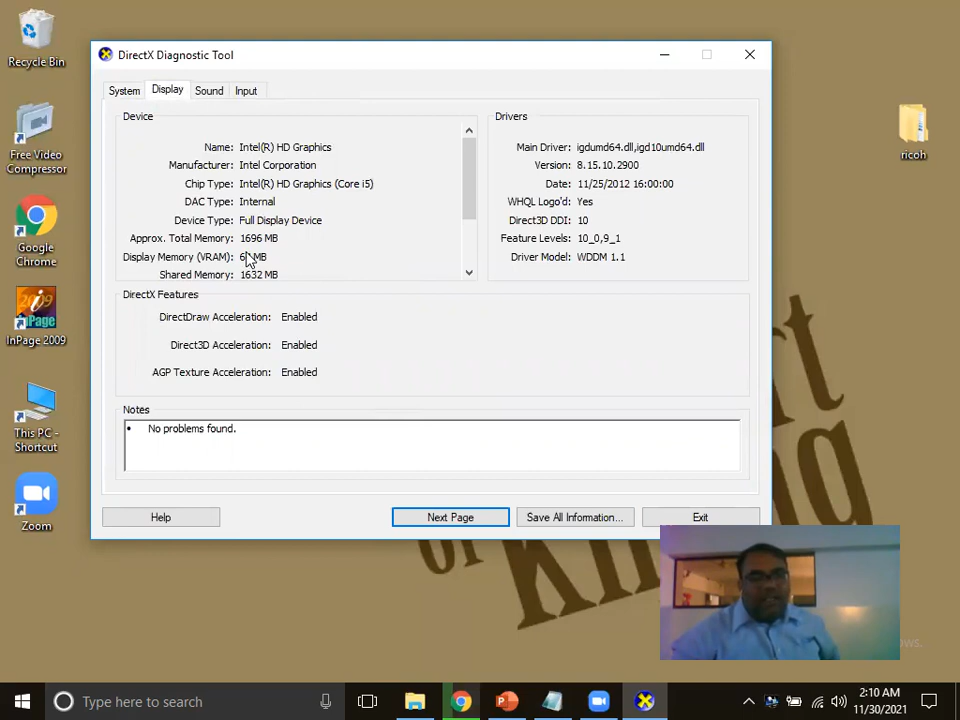 Recycle Bin
Free Video
Compressor
Google
Chrome
2009
InPage 2009
This PC -
Shortcut
Zoom
ricoh
DirectX Diagnostic Tool
System
Display
Sound
Input
Device
Name: Intel(R) HD Graphics
Manufacturer: Intel Corporation
Chip Type: Intel(R) HD Graphics (Core i5)
DAC Type: Internal
Device Type: Full Display Device
Approx. Total Memory: 1696 MB
Display Memory (VRAM): MB
Shared Memory: 1632 MB
Drivers
Main Driver: igdumd64.dll,igd10umd64.dll
Version: 8.15.10.2900
Date: 11/25/2012 16:00:00
WHQL Logo'd: Yes
Direct3D DDI: 10
Feature Levels: 10_0,9_1
Driver Model: WDDM 1.1
DirectX Features
DirectDraw Acceleration: Enabled
Direct3D Acceleration: Enabled
AGP Texture Acceleration: Enabled
Notes
• No problems found.
Help
Next Page
Save All Information...
Exit
of
Type here to search
2:10 AM
11/30/2021